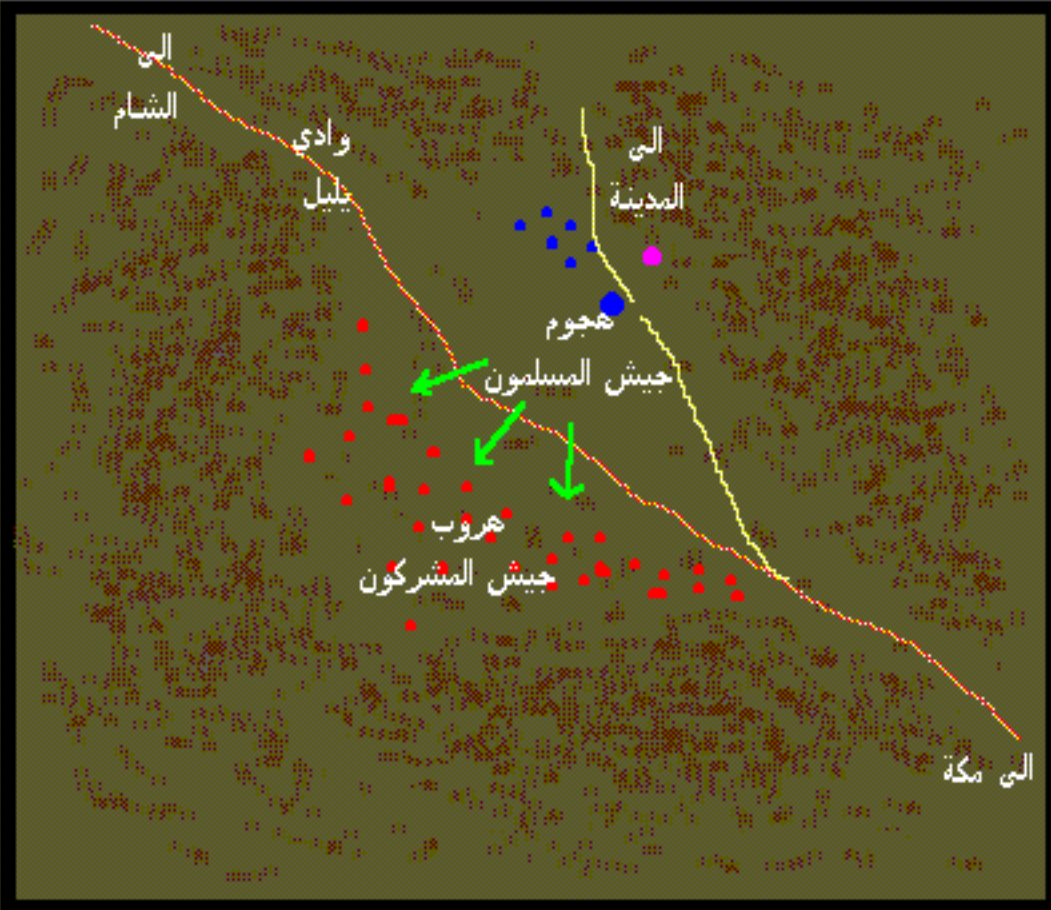 الى
الشام
وادي
يليل
الى
المدينة
هجوم
جيش المسلمون
هروب
جيش المشركون
الى مكة